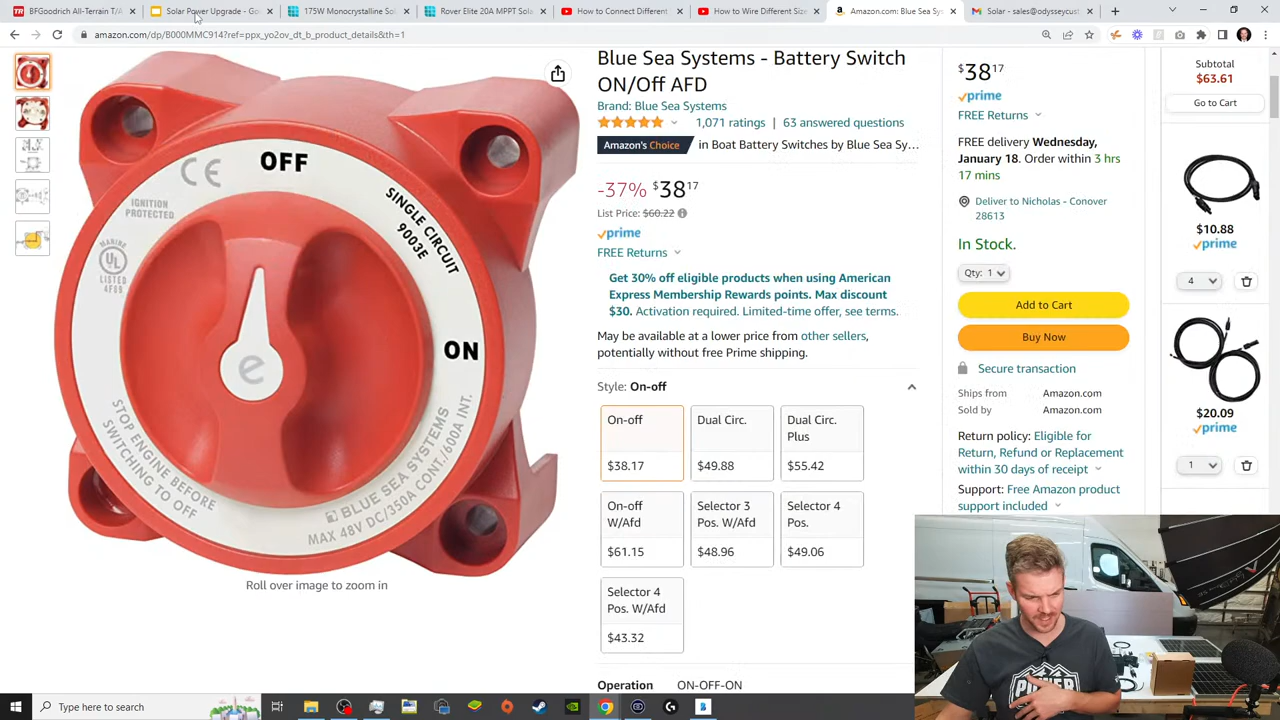 BFGoodrich All-Terrain T/A
Solar Power Upgrade - Go
175W Monocrystalline Sol
Rover Elite 20A MPPT Sola
How to Connect Different
How to Wire Different Si
Amazon.com: Blue Sea Sys
Solar - sales@odysseycust
amazon.com/dp/B000MMC914?ref=ppx_yo2ov_dt_b_product_details&th=1
OFF
CE
IGNITION
PROTECTED
SINGLE CIRCUIT
9003E
MARINE
UL
LISTED
4FE9
ON
e
STOP ENGINE BEFORE
SWITCHING TO OFF
BLUE SEA SYSTEMS
MAX 48V DC/350A CONT./600A INT.
Roll over image to zoom in
Blue Sea Systems - Battery Switch
ON/Off AFD
Brand: Blue Sea Systems
1,071 ratings | 63 answered questions
Amazon's Choice in Boat Battery Switches by Blue Sea Sy...
-37% $38 17
List Price: $60.22
prime
FREE Returns
Get 30% off eligible products when using American
Express Membership Rewards points. Max discount
$30. Activation required. Limited-time offer, see terms.
May be available at a lower price from other sellers,
potentially without free Prime shipping.
Style: On-off
On-off
$38.17
Dual Circ.
$49.88
Dual Circ.
Plus
$55.42
On-off
W/Afd
$61.15
Selector 3
Pos. W/Afd
$48.96
Selector 4
Pos.
$49.06
Selector 4
Pos. W/Afd
$43.32
Operation ON-OFF-ON
$38 17
prime
FREE Returns
FREE delivery Wednesday,
January 18. Order within 3 hrs
17 mins
Deliver to Nicholas - Conover
28613
In Stock.
Qty: 1
Add to Cart
Buy Now
Secure transaction
Ships from Amazon.com
Sold by Amazon.com
Return policy: Eligible for
Return, Refund or Replacement
within 30 days of receipt
Support: Free Amazon product
support included
Subtotal
$63.61
Go to Cart
$10.88
prime
4
$20.09
prime
1
Type here to search